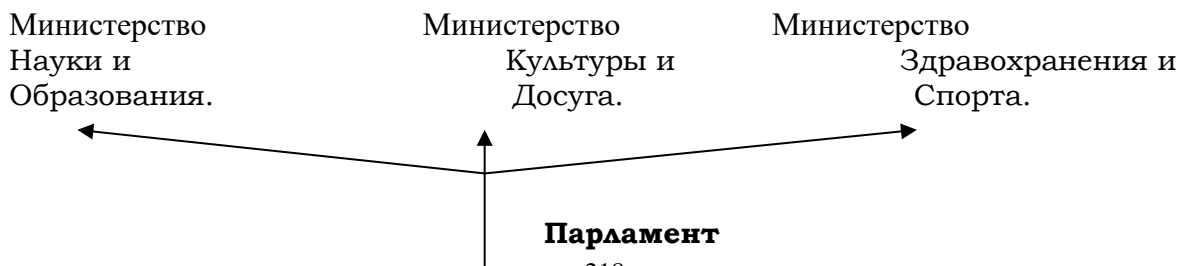 Министерство Министерство Министерство
Науки и Культуры и Здравохранения и
Образования. Досуга. Спорта.
Парламент